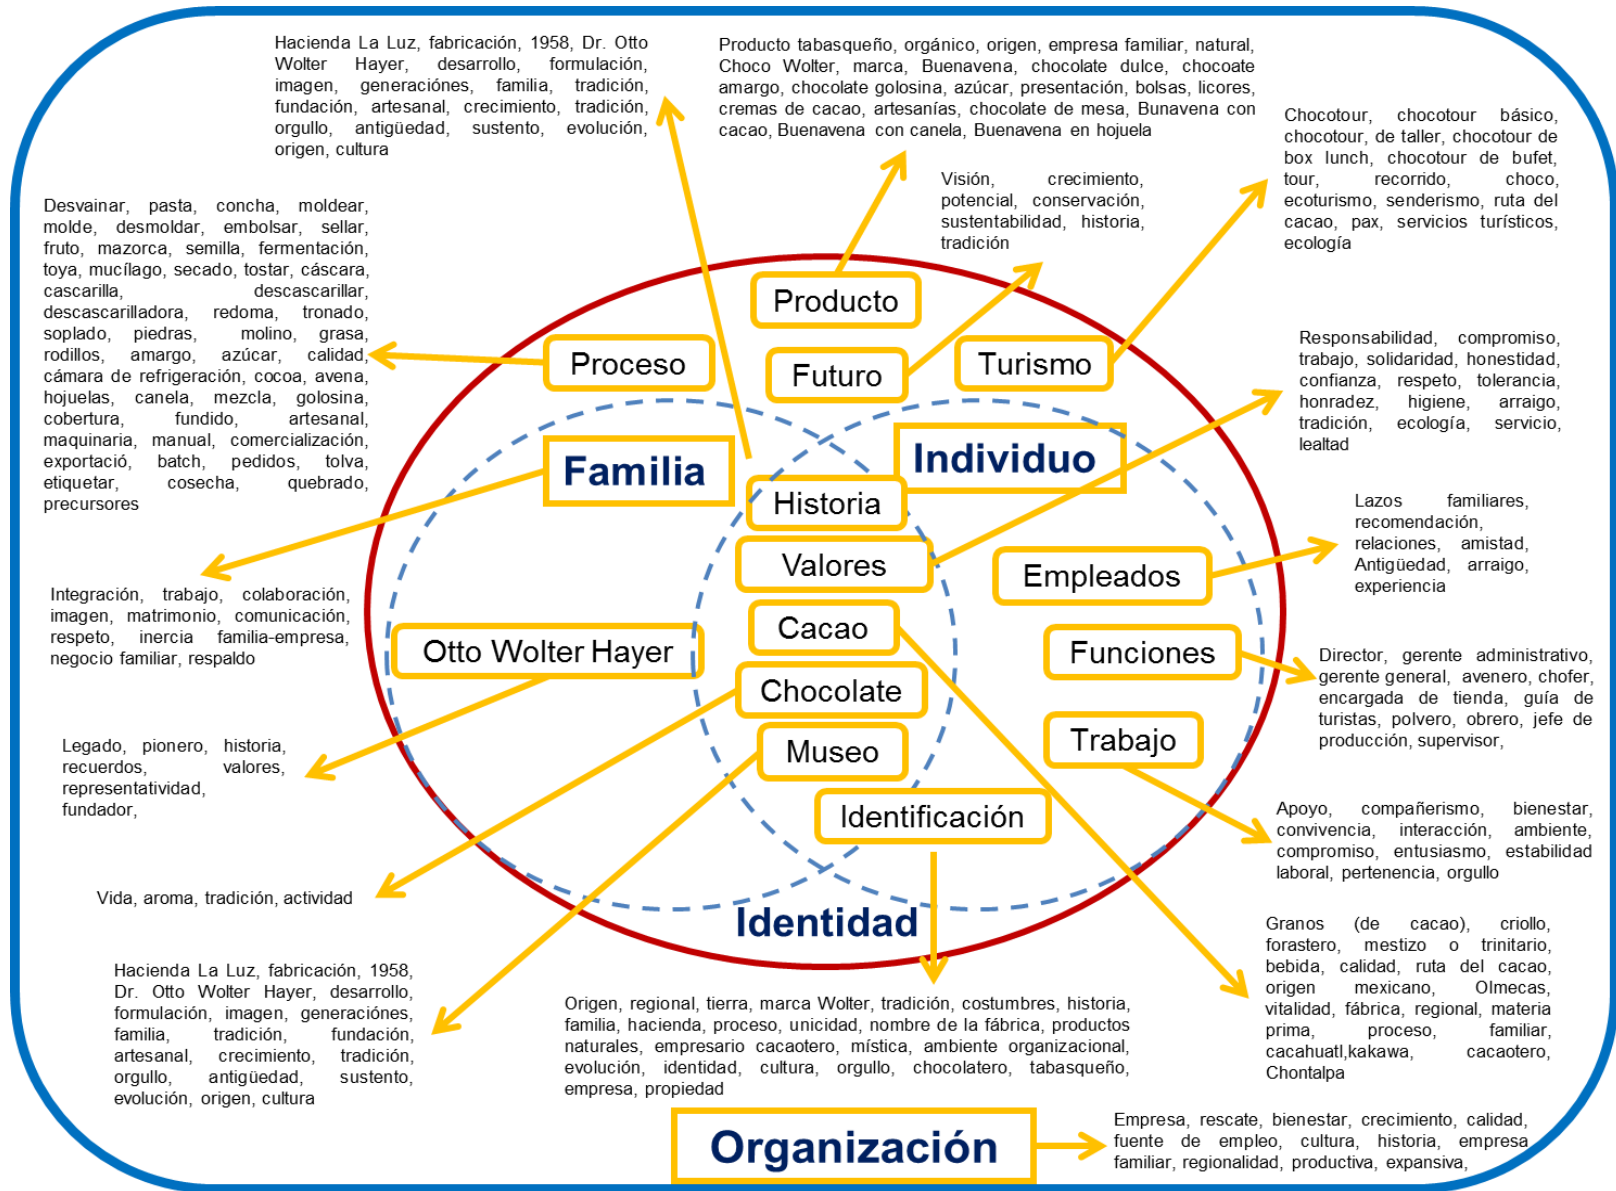 Hacienda La Luz, fabricación, 1958, Dr. Otto
Wolter Hayer, desarrollo, formulación,
imagen, generaciónes, familia, tradición,
fundación, artesanal, crecimiento, tradición,
orgullo, antigüedad, sustento, evolución,
origen, cultura
Producto tabasqueño, orgánico, origen, empresa familiar, natural,
Choco Wolter, marca, Buenavena, chocolate dulce, chocoate
amargo, chocolate golosina, azúcar, presentación, bolsas, licores,
cremas de cacao, artesanías, chocolate de mesa, Bunavena con
cacao, Buenavena con canela, Buenavena en hojuela
Chocotour, chocotour básico,
chocotour, de taller, chocotour de
box lunch, chocotour de bufet,
tour, recorrido, choco,
ecoturismo, senderismo, ruta del
cacao, pax, servicios turísticos,
ecología
Visión, crecimiento,
potencial, conservación,
sustentabilidad, historia,
tradición
Desvainar, pasta, concha, moldear,
molde, desmoldar, embolsar, sellar,
fruto, mazorca, semilla, fermentación,
toya, mucílago, secado, tostar, cáscara,
cascarilla, descascarillar,
descascarilladora, redoma, tronado,
soplado, piedras, molino, grasa,
rodillos, amargo, azúcar, calidad,
cámara de refrigeración, cocoa, avena,
hojuelas, canela, mezcla, golosina,
cobertura, fundido, artesanal,
maquinaria, manual, comercialización,
exportació, batch, pedidos, tolva,
etiquetar, cosecha, quebrado,
precursores
Producto
Proceso
Futuro
Turismo
Responsabilidad, compromiso,
trabajo, solidaridad, honestidad,
confianza, respeto, tolerancia,
honradez, higiene, arraigo,
tradición, ecología, servicio,
lealtad
Familia
Individuo
Historia
Valores
Empleados
Lazos familiares,
recomendación,
relaciones, amistad,
Antigüedad, arraigo,
experiencia
Integración, trabajo, colaboración,
imagen, matrimonio, comunicación,
respeto, inercia familia-empresa,
negocio familiar, respaldo
Otto Wolter Hayer
Cacao
Funciones
Director, gerente administrativo,
gerente general, avenero, chofer,
encargada de tienda, guía de
turistas, polvero, obrero, jefe de
producción, supervisor,
Chocolate
Museo
Trabajo
Legado, pionero, historia,
recuerdos, valores,
representatividad,
fundador,
Identificación
Apoyo, compañerismo, bienestar,
convivencia, interacción, ambiente,
compromiso, entusiasmo, estabilidad
laboral, pertenencia, orgullo
Vida, aroma, tradición, actividad
Identidad
Granos (de cacao), criollo,
forastero, mestizo o trinitario,
bebida, calidad, ruta del cacao,
origen mexicano, Olmecas,
vitalidad, fábrica, regional, materia
prima, proceso, familiar,
cacahuatl,kakawa, cacaotero,
Chontalpa
Hacienda La Luz, fabricación, 1958,
Dr. Otto Wolter Hayer, desarrollo,
formulación, imagen, generaciónes,
familia, tradición, fundación,
artesanal, crecimiento, tradición,
orgullo, antigüedad, sustento,
evolución, origen, cultura
Origen, regional, tierra, marca Wolter, tradición, costumbres, historia,
familia, hacienda, proceso, unicidad, nombre de la fábrica, productos
naturales, empresario cacaotero, mística, ambiente organizacional,
evolución, identidad, cultura, orgullo, chocolatero, tabasqueño,
empresa, propiedad
Organización
Empresa, rescate, bienestar, crecimiento, calidad,
fuente de empleo, cultura, historia, empresa
familiar, regionalidad, productiva, expansiva,